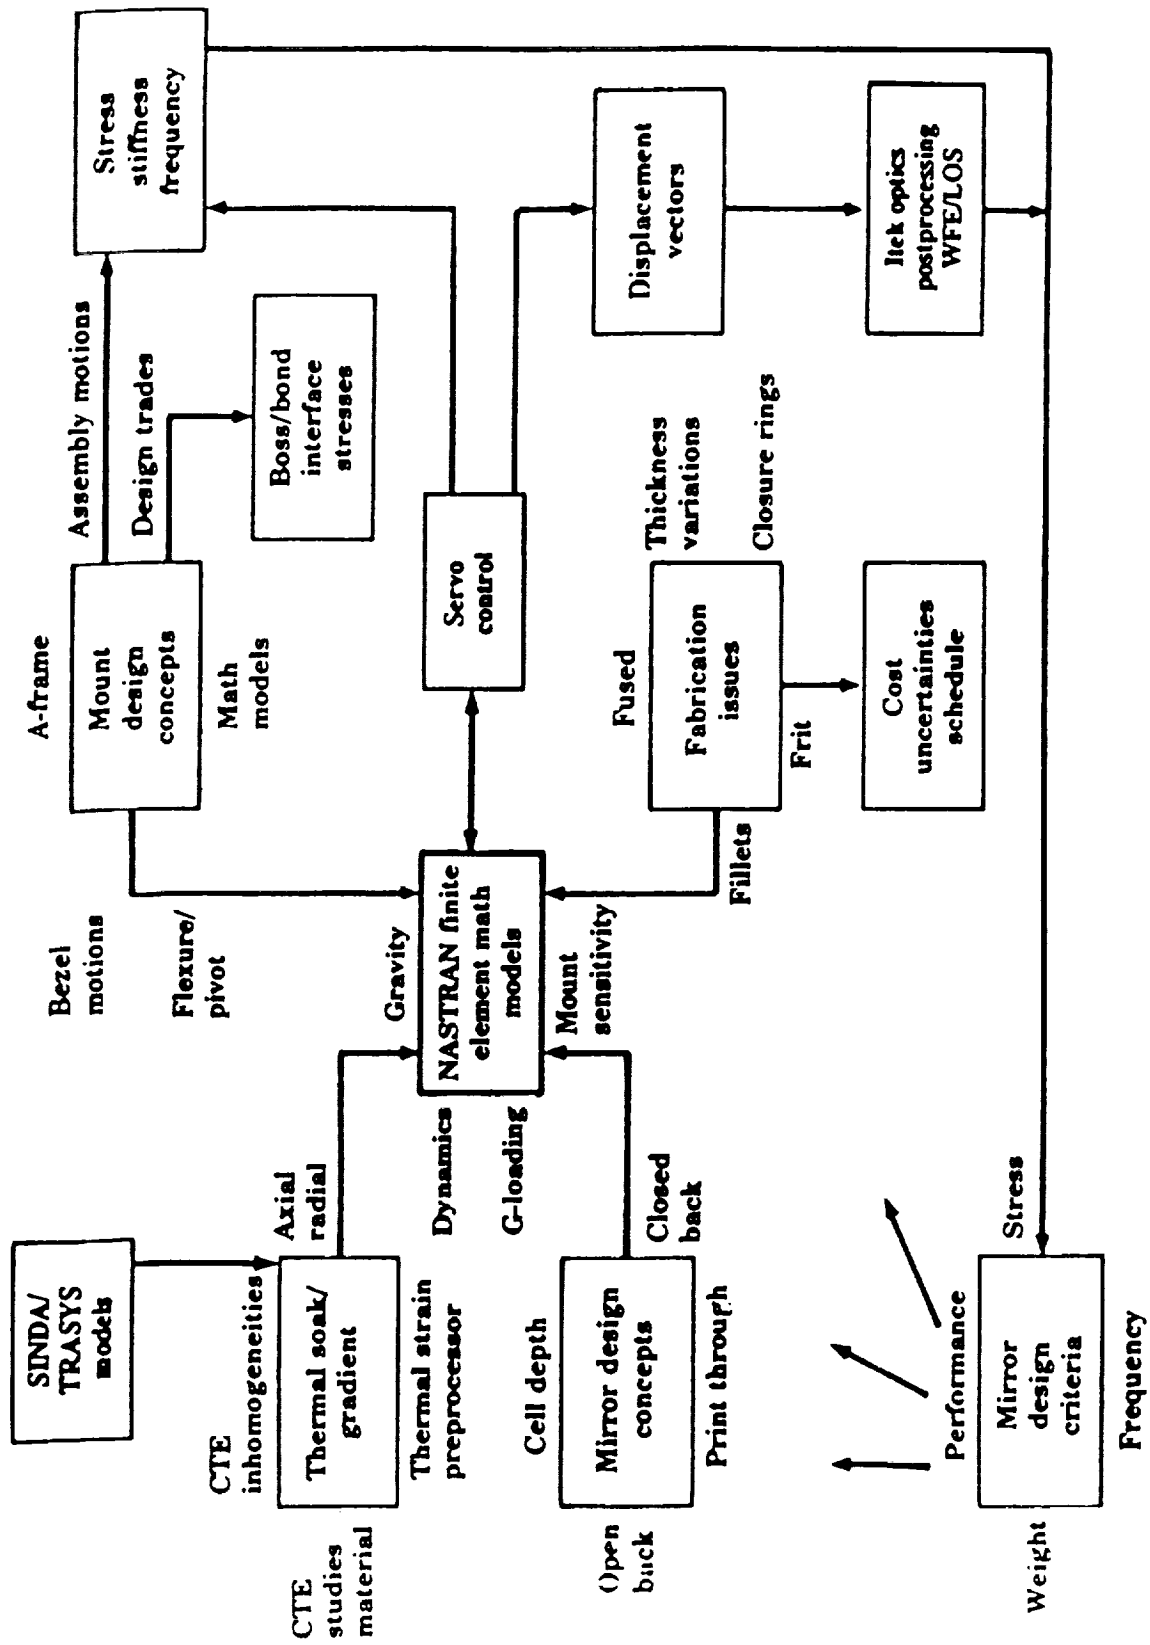 SINDA/
TRASYS
models
CTE
inhomogeneities
CTE
studies
material
Thermal soak/
gradient
Axial
radial
Thermal strain
preprocessor
Bezel
motions
Flexure/
pivot
A-frame
Mount
design
concepts
Math
models
Assembly motions
Design trades
Stress
stiffness
frequency
Boss/bond
interface
stresses
Gravity
Dynamics
G-loading
NASTRAN finite
element math
models
Mount
sensitivity
Servo
control
Displacement
vectors
Cell depth
Open
back
Mirror design
concepts
Closed
back
Print through
Fused
Fabrication
issues
Fillets
Frit
Thickness
variations
Closure rings
Cost
uncertainties
schedule
Itek optics
postprocessing
WFE/LOS
Performance
Stress
Weight
Mirror
design
criteria
Frequency